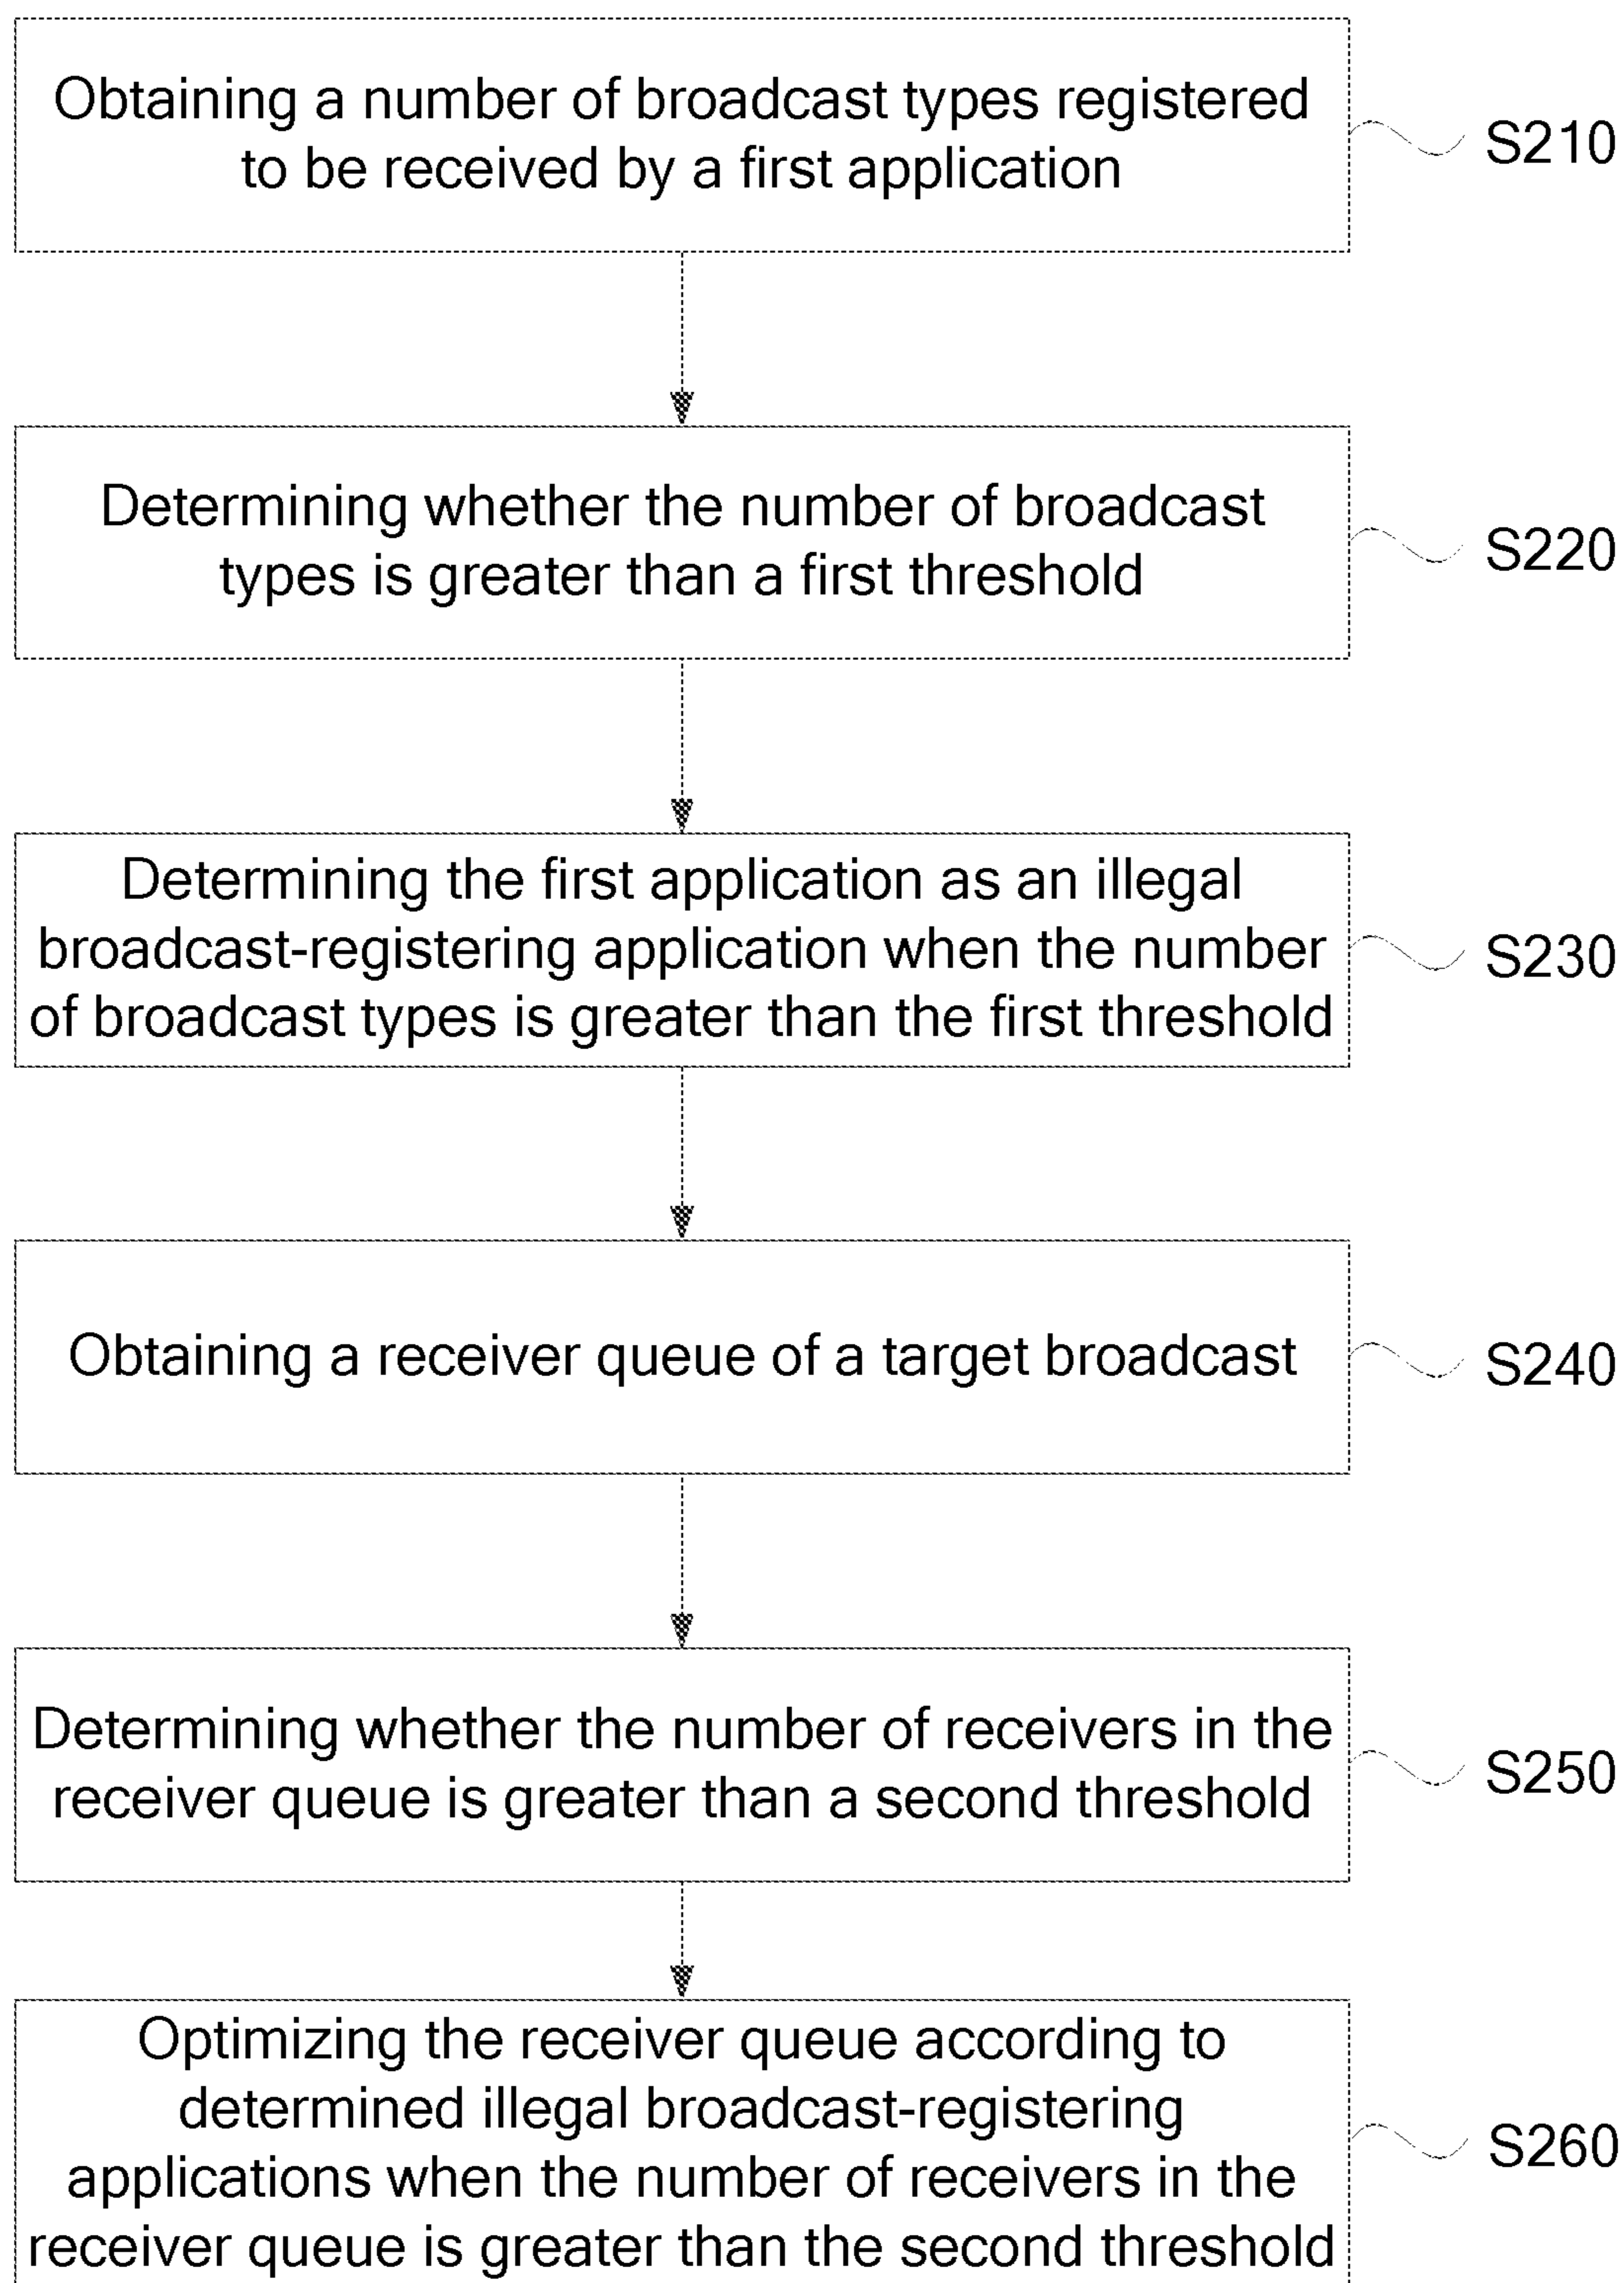 Obtaining a number of broadcast types registered
to be received by a first application
S210
Determining whether the number of broadcast
types is greater than a first threshold
S220
Determining the first application as an illegal
broadcast-registering application when the number
of broadcast types is greater than the first threshold
S230
Obtaining a receiver queue of a target broadcast
S240
Determining whether the number of receivers in the
receiver queue is greater than a second threshold
S250
Optimizing the receiver queue according to
determined illegal broadcast-registering
applications when the number of receivers in the
receiver queue is greater than the second threshold
S260